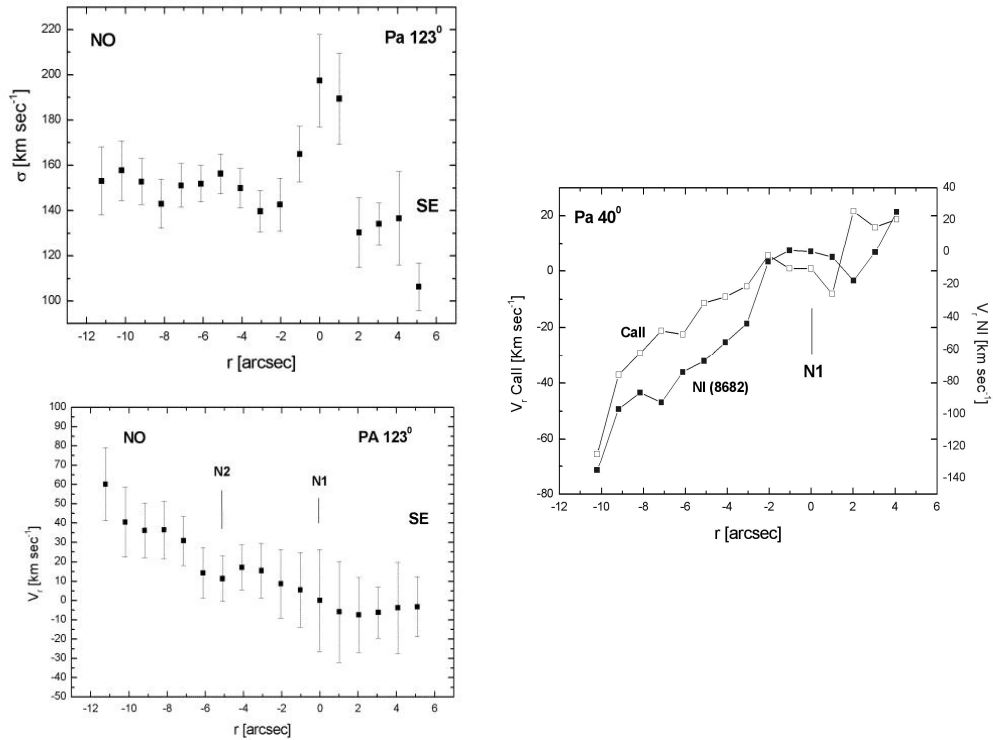 NO
Pa 123⁰
220
200
180
160
140
120
100
σ [km sec⁻¹]
SE
-12 -10 -8 -6 -4 -2 0 2 4 6
r [arcsec]
100
90
80
70
60
50
40
30
20
10
0
-10
-20
-30
-40
-50
Vᵣ [km sec⁻¹]
NO
PA 123⁰
N2
N1
SE
-12 -10 -8 -6 -4 -2 0 2 4 6
r [arcsec]
Pa 40⁰
20
0
-20
-40
-60
-80
Vᵣ CaII [Km sec⁻¹]
CaII
NI (8682)
N1
40
20
0
-20
-40
-60
-80
-100
-120
-140
Vᵣ NI [km sec⁻¹]
-12 -10 -8 -6 -4 -2 0 2 4 6
r [arcsec]